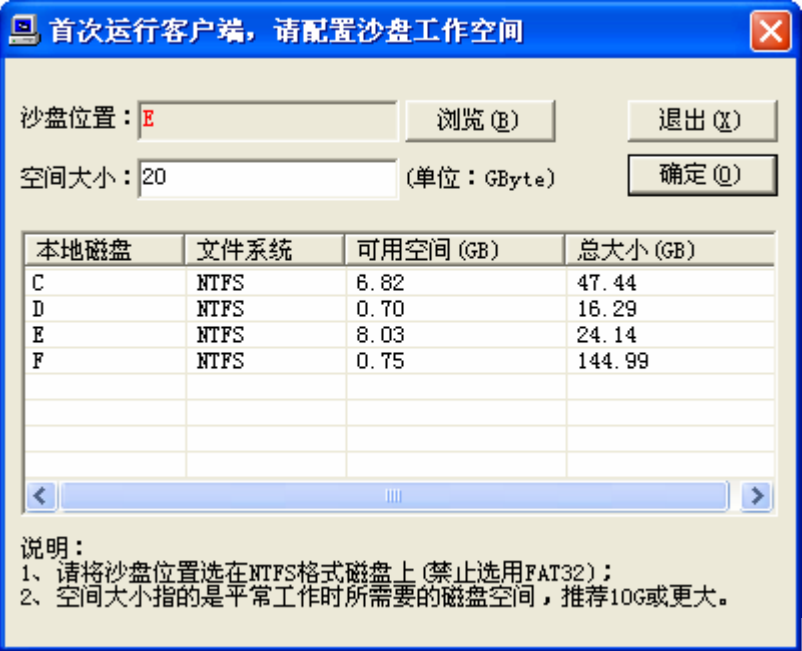 首次运行客户端，请配置沙盘工作空间
沙盘位置：E 浏览(B) 退出(X)
空间大小：20 (单位：GByte) 确定(O)
本地磁盘 文件系统 可用空间(GB) 总大小(GB)
C NTFS 6.82 47.44
D NTFS 0.70 16.29
E NTFS 8.03 24.14
F NTFS 0.75 144.99
说明：
1、请将沙盘位置选在NTFS格式磁盘上(禁止选用FAT32)；
2、空间大小指的是平常工作时所需要的磁盘空间，推荐10G或更大。